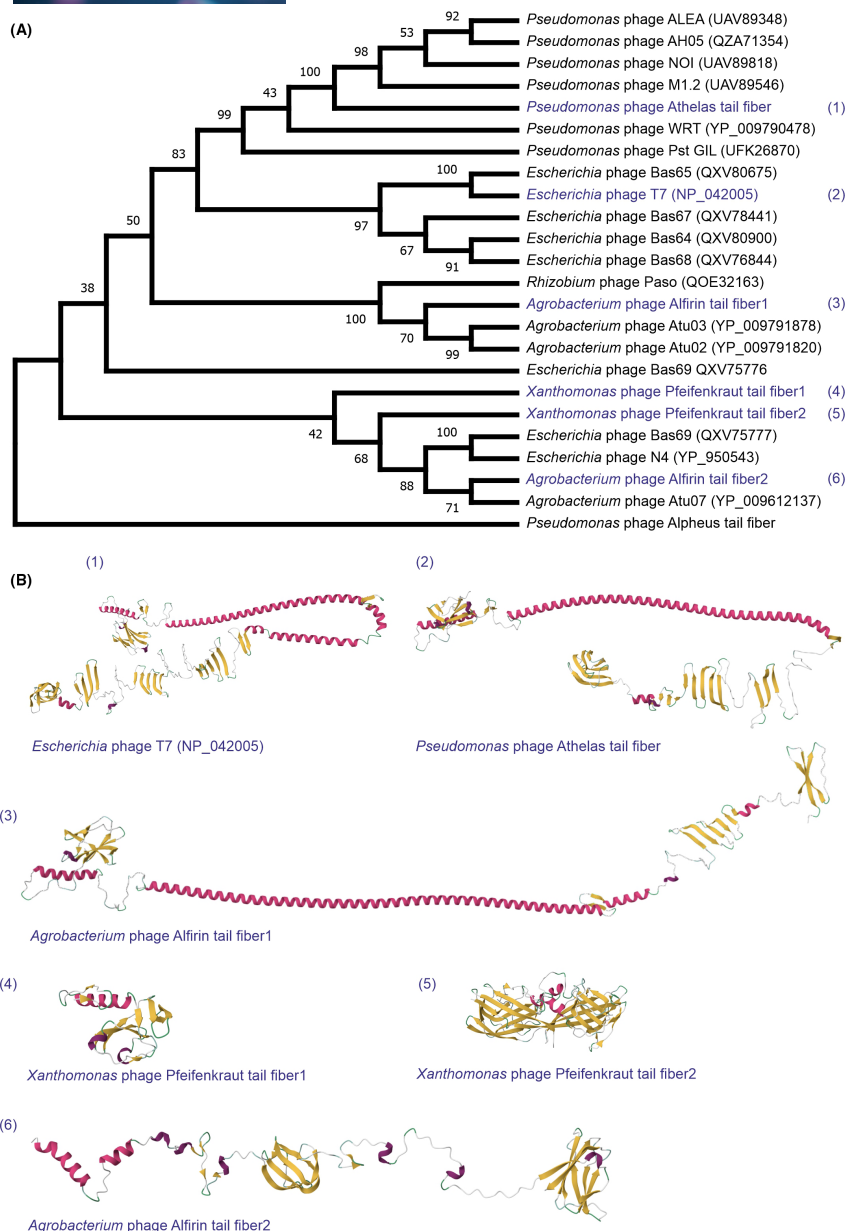 (A)
92
Pseudomonas phage ALEA (UAV89348)
53
Pseudomonas phage AH05 (QZA71354)
98
Pseudomonas phage NOI (UAV89818)
100
Pseudomonas phage M1.2 (UAV89546)
43
Pseudomonas phage Athelas tail fiber (1)
99
Pseudomonas phage WRT (YP_009790478)
83
Pseudomonas phage Pst GIL (UFK26870)
100
Escherichia phage Bas65 (QXV80675)
50
Escherichia phage T7 (NP_042005) (2)
97
Escherichia phage Bas67 (QXV78441)
67
Escherichia phage Bas64 (QXV80900)
91
Escherichia phage Bas68 (QXV76844)
38
Rhizobium phage Paso (QOE32163)
100
Agrobacterium phage Alfirin tail fiber1 (3)
70
Agrobacterium phage Atu03 (YP_009791878)
99
Agrobacterium phage Atu02 (YP_009791820)
Escherichia phage Bas69 QXV75776
Xanthomonas phage Pfeifenkraut tail fiber1 (4)
42
Xanthomonas phage Pfeifenkraut tail fiber2 (5)
68
100
Escherichia phage Bas69 (QXV75777)
Escherichia phage N4 (YP_950543)
88
Agrobacterium phage Alfirin tail fiber2 (6)
71
Agrobacterium phage Atu07 (YP_009612137)
Pseudomonas phage Alpheus tail fiber
(B)
(1)
(2)
Escherichia phage T7 (NP_042005)
Pseudomonas phage Athelas tail fiber
(3)
Agrobacterium phage Alfirin tail fiber1
(4)
(5)
Xanthomonas phage Pfeifenkraut tail fiber1
Xanthomonas phage Pfeifenkraut tail fiber2
(6)
Agrobacterium phage Alfirin tail fiber2